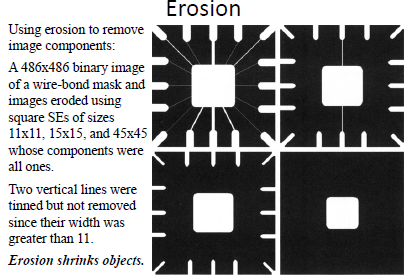 Erosion
Using erosion to remove
image components:
A 486x486 binary image
of a wire-bond mask and
images eroded using
square SEs of sizes
11x11, 15x15, and 45x45
whose components were
all ones.
Two vertical lines were
tinned but not removed
since their width was
greater than 11.
Erosion shrinks objects.